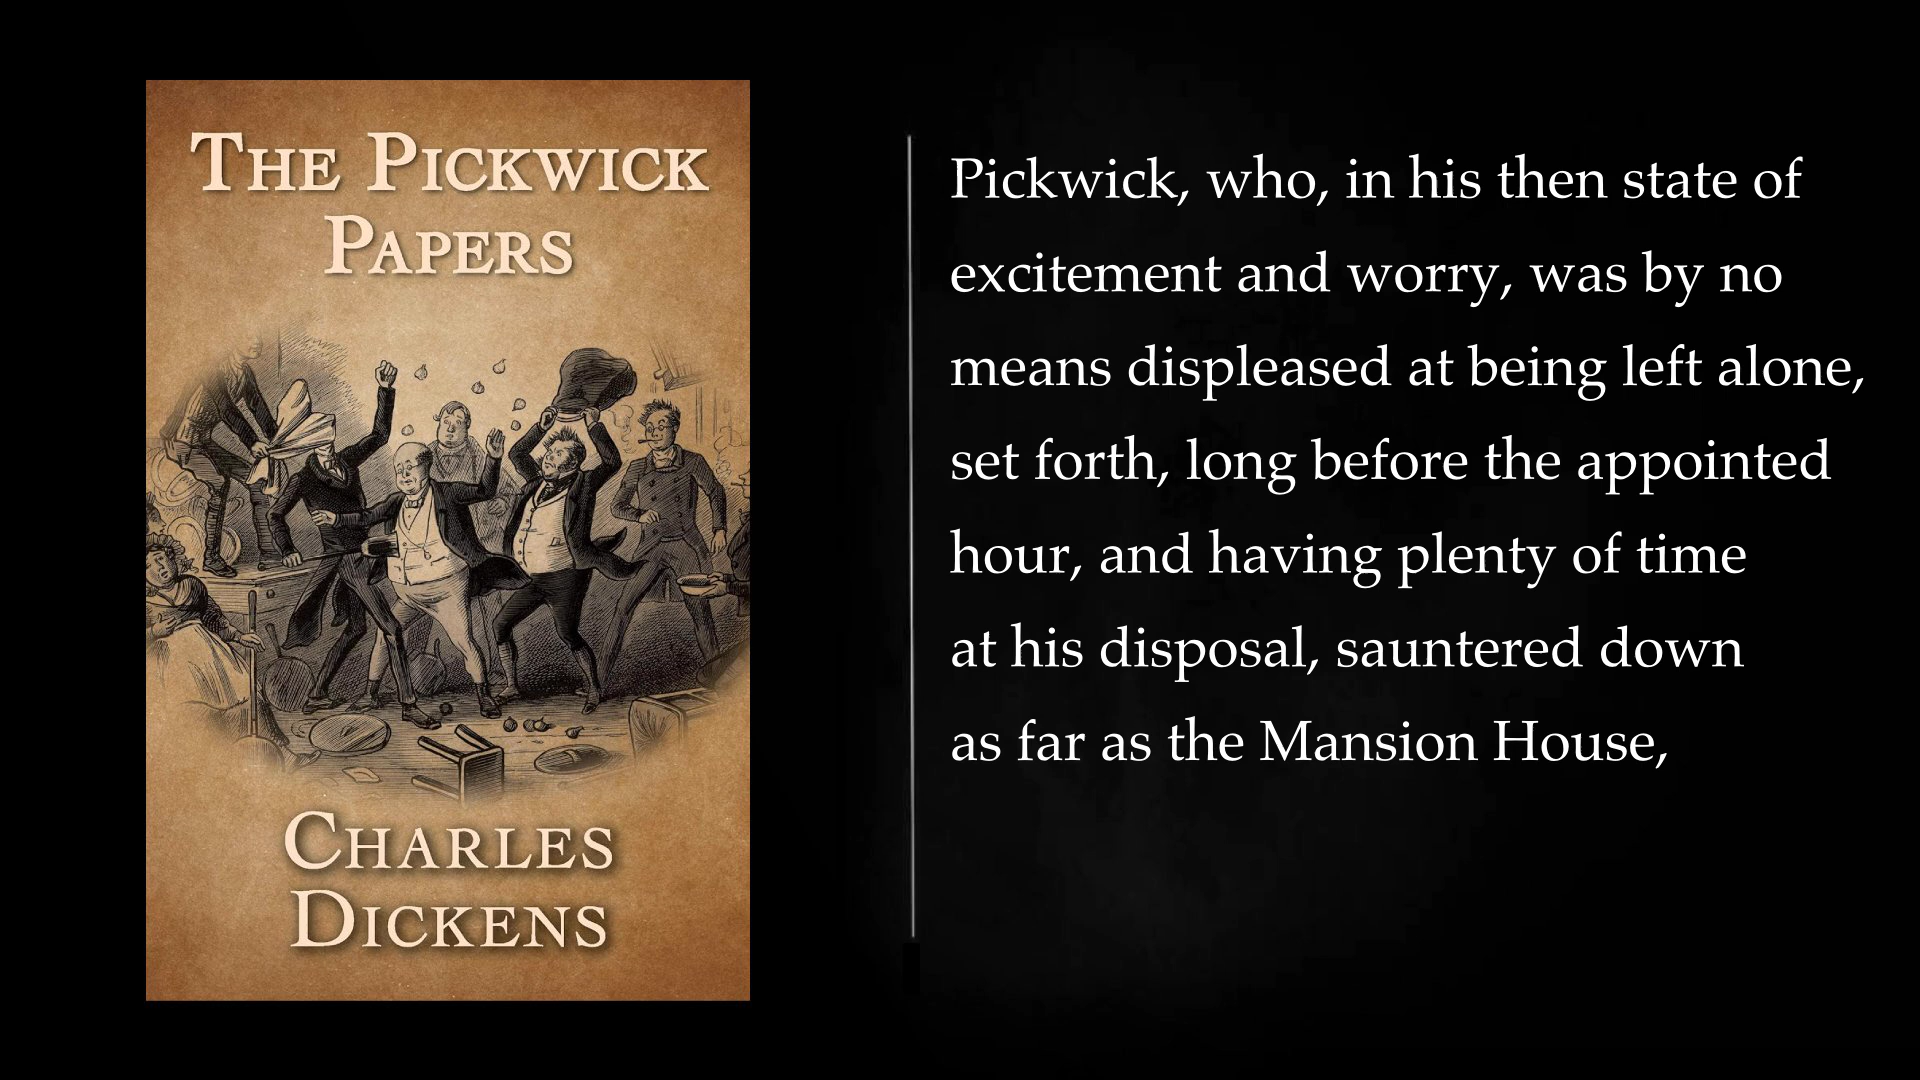 The Pickwick
Papers
Charles
Dickens
Pickwick, who, in his then state of
excitement and worry, was by no
means displeased at being left alone,
set forth, long before the appointed
hour, and having plenty of time
at his disposal, sauntered down
as far as the Mansion House,